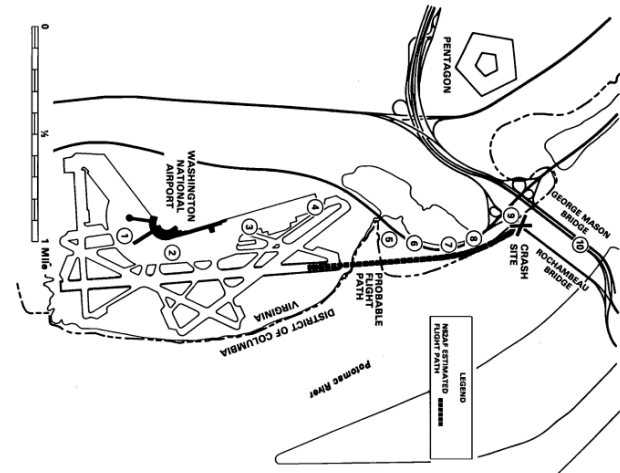 0
½
1 Mile
PENTAGON
WASHINGTON
NATIONAL
AIRPORT
1
2
3
4
5
6
7
8
9
10
GEORGE MASON
BRIDGE
ROCHAMBEAU
BRIDGE
CRASH
SITE
PROBABLE
FLIGHT
PATH
VIRGINIA
DISTRICT OF COLUMBIA
Potomac River
LEGEND
N62AF ESTIMATED
FLIGHT PATH